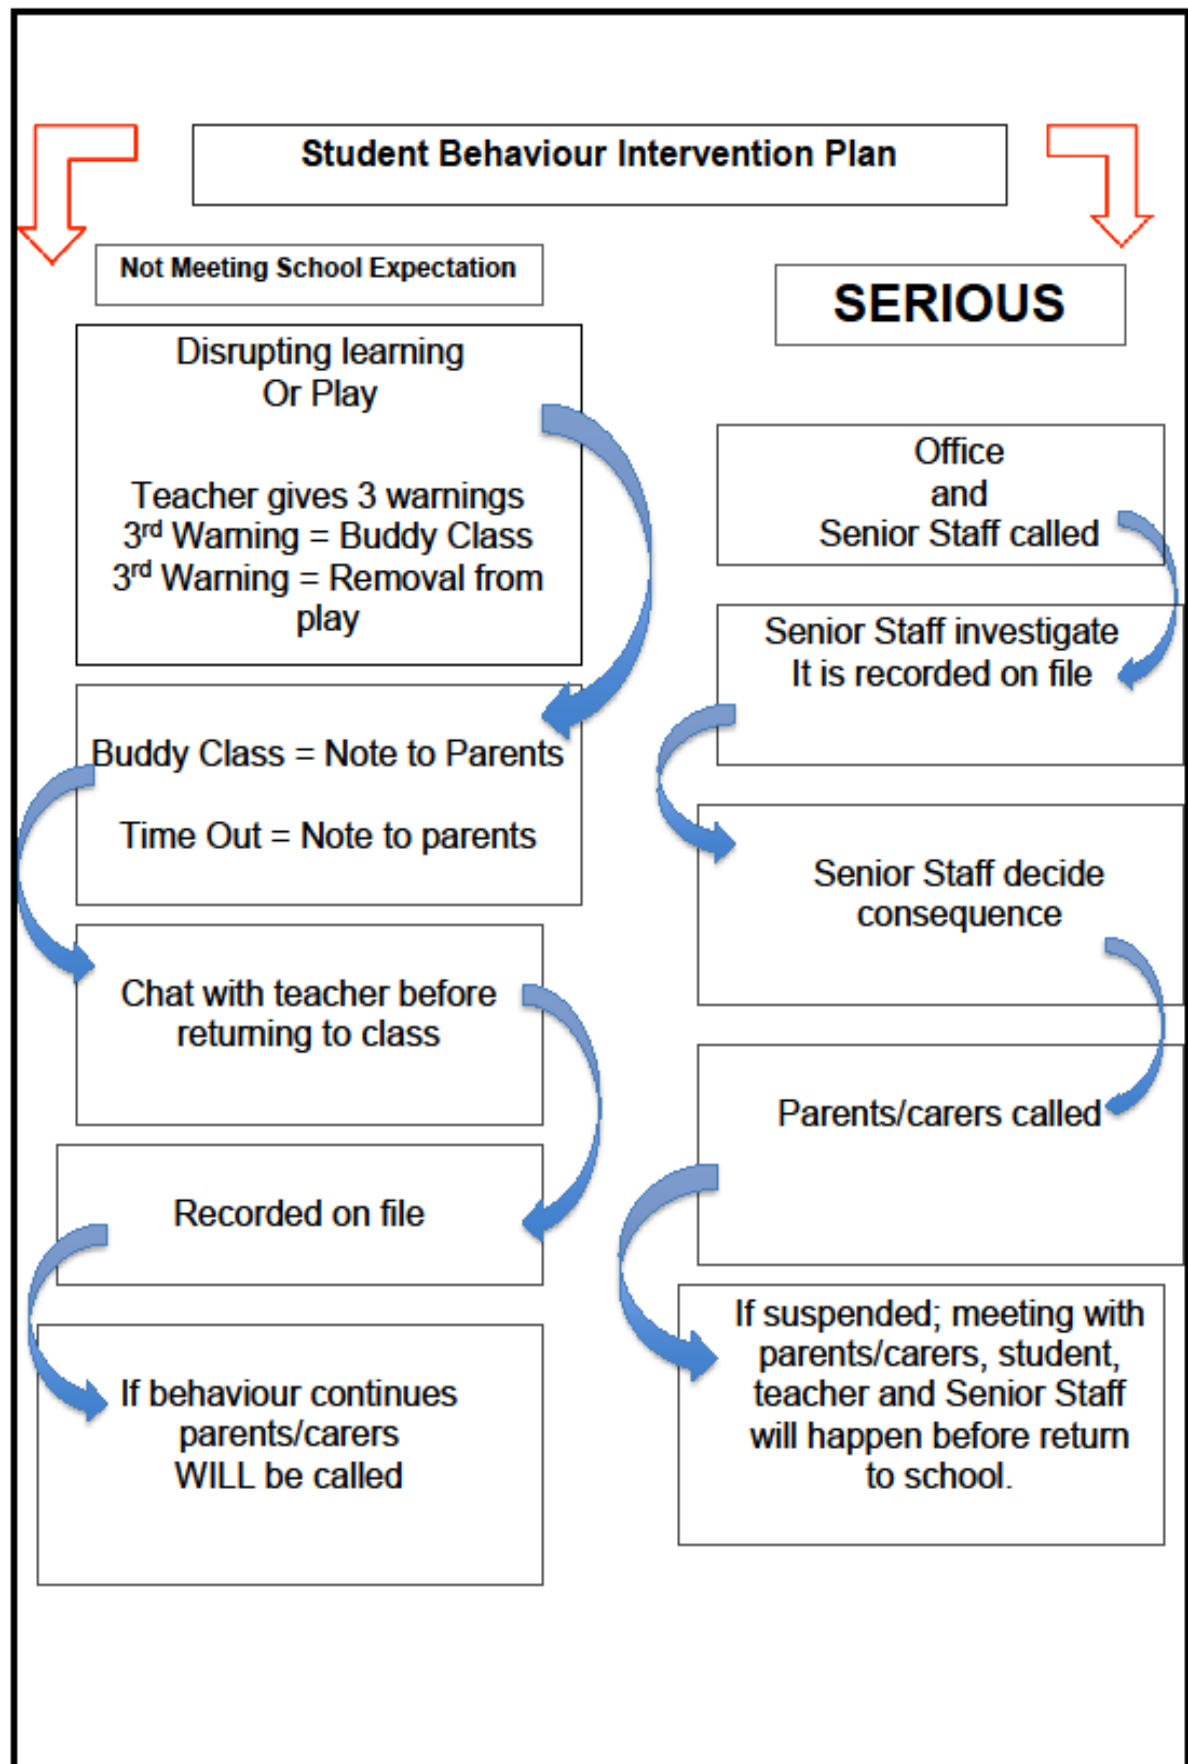 Student Behaviour Intervention Plan
Not Meeting School Expectation
Disrupting learning
Or Play
Teacher gives 3 warnings
3rd Warning = Buddy Class
3rd Warning = Removal from
play
Buddy Class = Note to Parents
Time Out = Note to parents
Chat with teacher before
returning to class
Recorded on file
If behaviour continues
parents/carers
WILL be called
SERIOUS
Office
and
Senior Staff called
Senior Staff investigate
It is recorded on file
Senior Staff decide
consequence
Parents/carers called
If suspended; meeting with
parents/carers, student,
teacher and Senior Staff
will happen before return
to school.